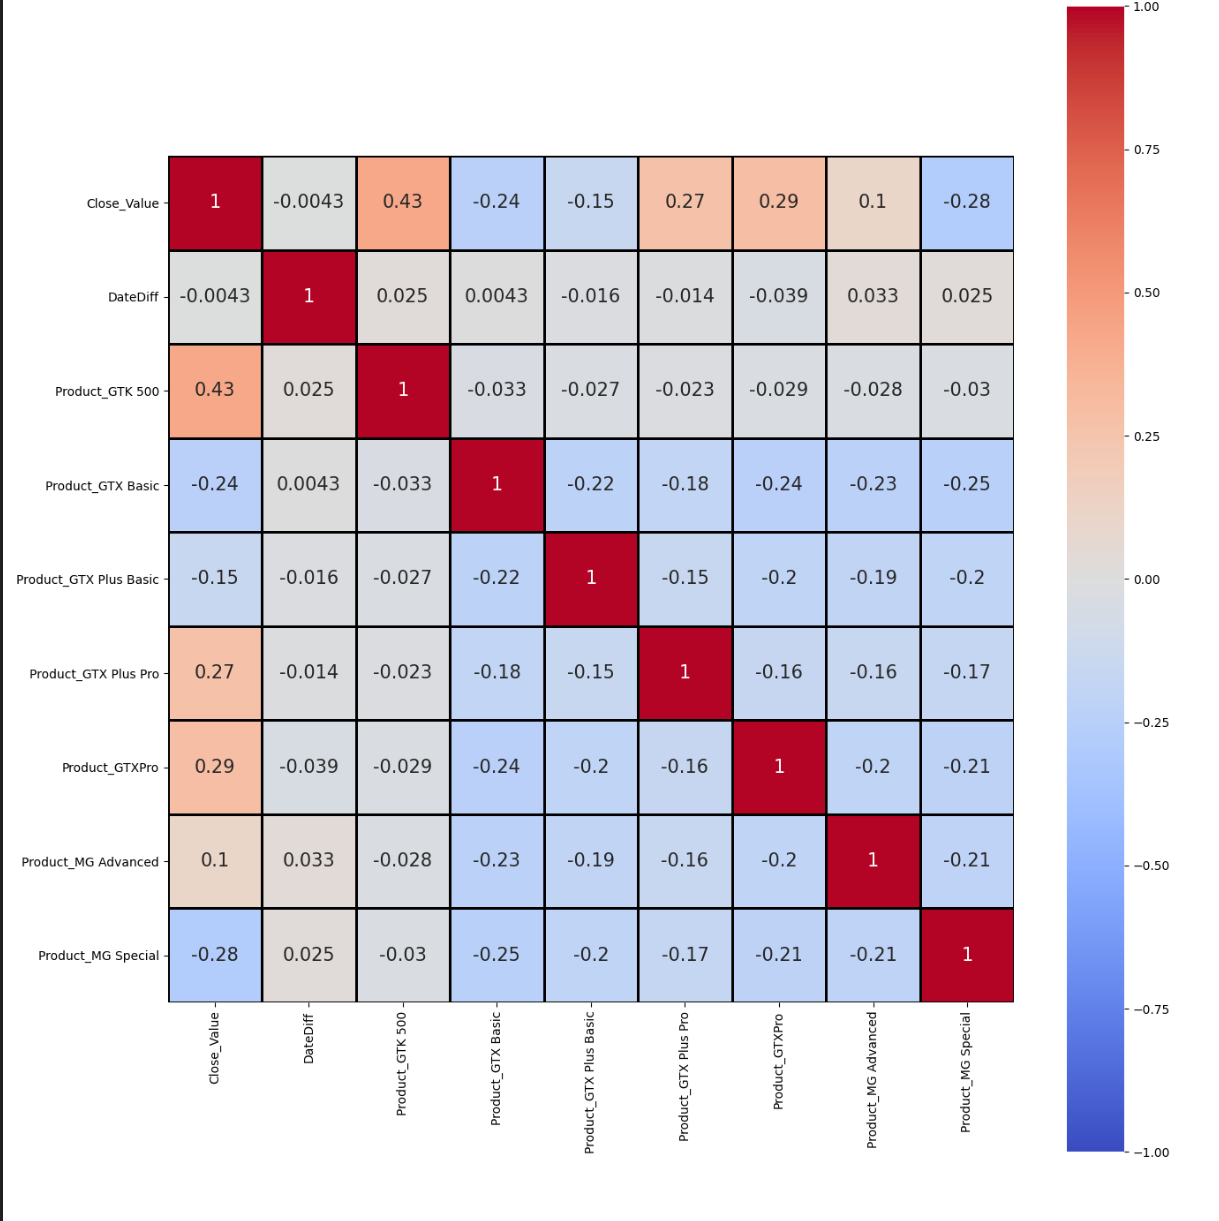 1.00
0.75
0.50
0.25
0.00
−0.25
−0.50
−0.75
−1.00
Close_Value 1 -0.0043 0.43 -0.24 -0.15 0.27 0.29 0.1 -0.28
DateDiff -0.0043 1 0.025 0.0043 -0.016 -0.014 -0.039 0.033 0.025
Product_GTK 500 0.43 0.025 1 -0.033 -0.027 -0.023 -0.029 -0.028 -0.03
Product_GTX Basic -0.24 0.0043 -0.033 1 -0.22 -0.18 -0.24 -0.23 -0.25
Product_GTX Plus Basic -0.15 -0.016 -0.027 -0.22 1 -0.15 -0.2 -0.19 -0.2
Product_GTX Plus Pro 0.27 -0.014 -0.023 -0.18 -0.15 1 -0.16 -0.16 -0.17
Product_GTXPro 0.29 -0.039 -0.029 -0.24 -0.2 -0.16 1 -0.2 -0.21
Product_MG Advanced 0.1 0.033 -0.028 -0.23 -0.19 -0.16 -0.2 1 -0.21
Product_MG Special -0.28 0.025 -0.03 -0.25 -0.2 -0.17 -0.21 -0.21 1
Close_Value
DateDiff
Product_GTK 500
Product_GTX Basic
Product_GTX Plus Basic
Product_GTX Plus Pro
Product_GTXPro
Product_MG Advanced
Product_MG Special